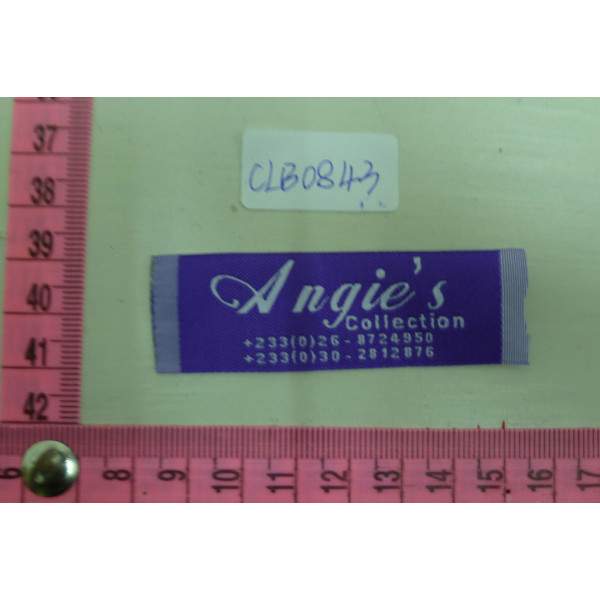 37
38
39
40
41
42
CLB0843
Angie's
Collection
+233(0)26 - 8724950
+233(0)30 - 2812876
6 8 9 10 11 12 13 14 15 16 17